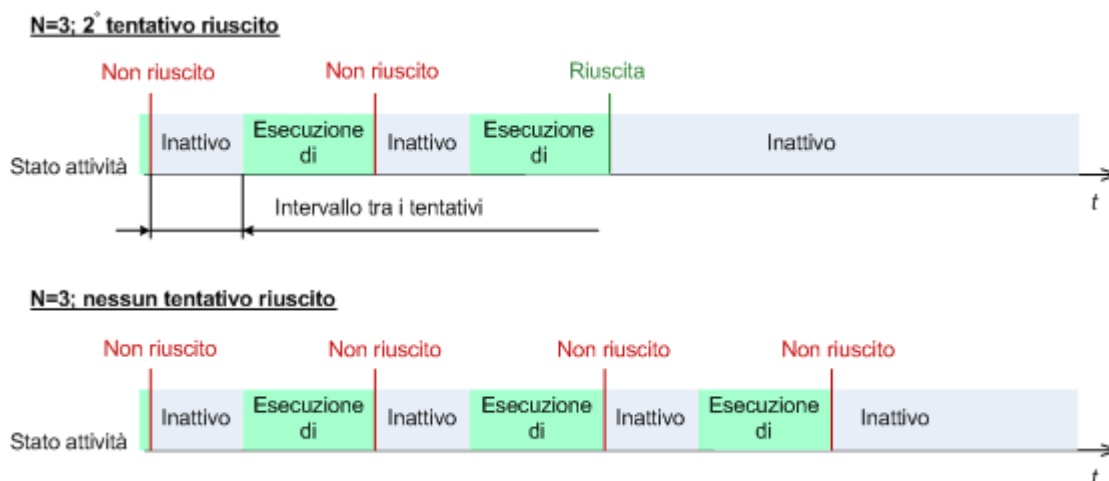 N=3; 2° tentativo riuscito
Non riuscito Non riuscito Riuscita
Inattivo Esecuzione di Inattivo Esecuzione di Inattivo
Stato attività
t
Intervallo tra i tentativi
N=3; nessun tentativo riuscito
Non riuscito Non riuscito Non riuscito Non riuscito
Inattivo Esecuzione di Inattivo Esecuzione di Inattivo Esecuzione di Inattivo
Stato attività
t